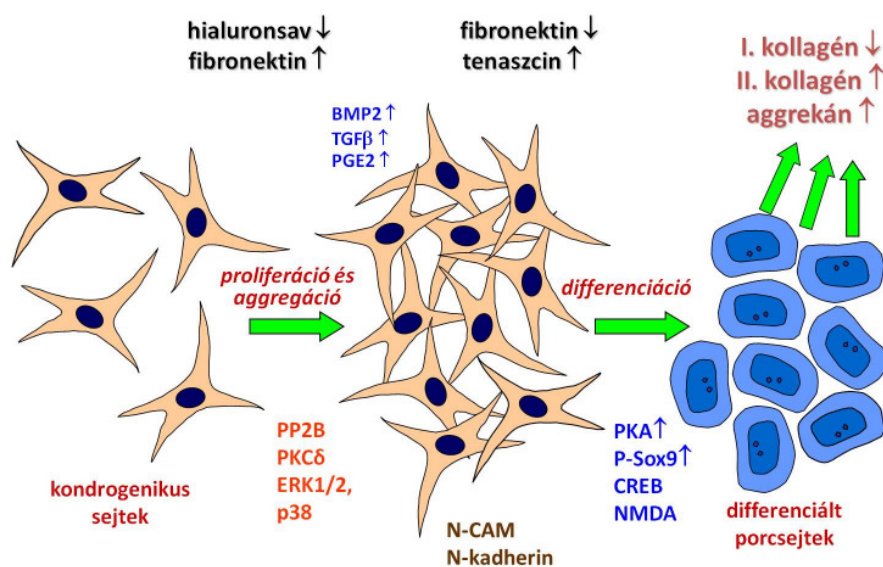 hialuronsav ↓
fibronektin ↑
fibronektin ↓
tenaszcin ↑
I. kollagén ↓
II. kollagén ↑
aggrekán ↑
BMP2 ↑
TGFβ ↑
PGE2 ↑
proliferáció és
aggregáció
differenciáció
PP2B
PKCδ
ERK1/2,
p38
PKA↑
P-Sox9↑
CREB
NMDA
kondrogenikus
sejtek
N-CAM
N-kadherin
differenciált
porcsejtek